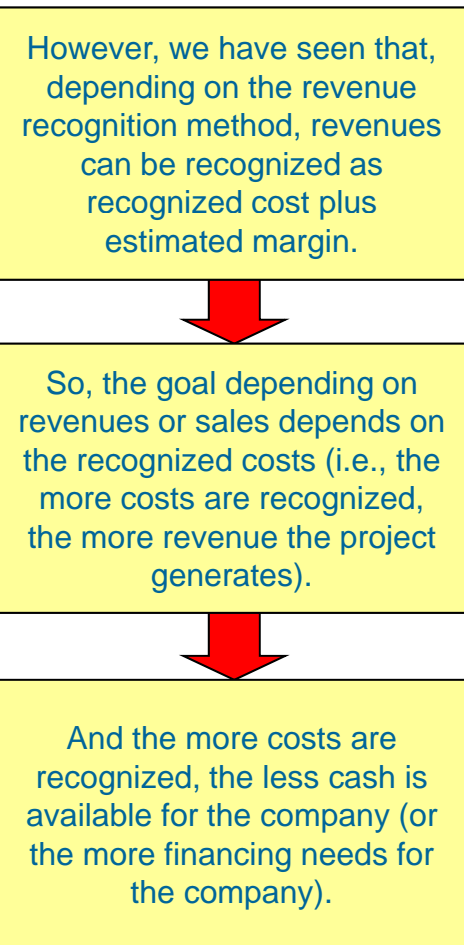 However, we have seen that,
depending on the revenue
recognition method, revenues
can be recognized as
recognized cost plus
estimated margin.
So, the goal depending on
revenues or sales depends on
the recognized costs (i.e., the
more costs are recognized,
the more revenue the project
generates).
And the more costs are
recognized, the less cash is
available for the company (or
the more financing needs for
the company).